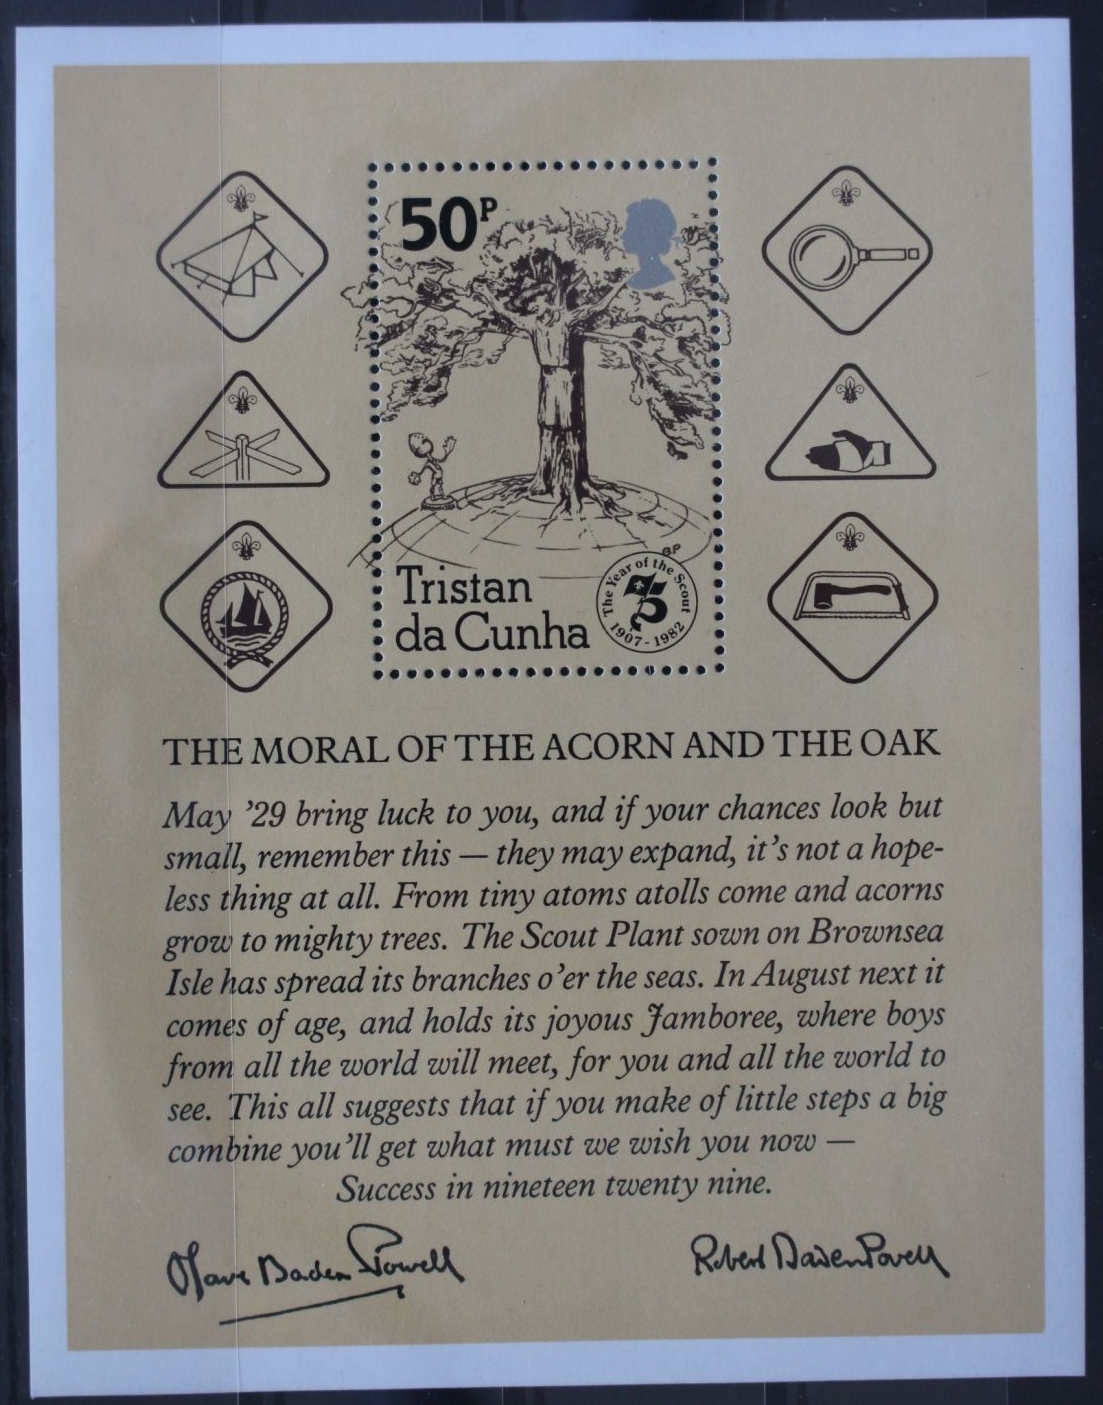 50P
Tristan
da Cunha
The Year of the Scout
75
1907-1982
THE MORAL OF THE ACORN AND THE OAK
May ’29 bring luck to you, and if your chances look but
small, remember this — they may expand, it’s not a hope-
less thing at all. From tiny atoms atolls come and acorns
grow to mighty trees. The Scout Plant sown on Brownsea
Isle has spread its branches o’er the seas. In August next it
comes of age, and holds its joyous Jamboree, where boys
from all the world will meet, for you and all the world to
see. This all suggests that if you make of little steps a big
combine you’ll get what must we wish you now —
Success in nineteen twenty nine.
Olave Baden Powell
Robert Baden Powell